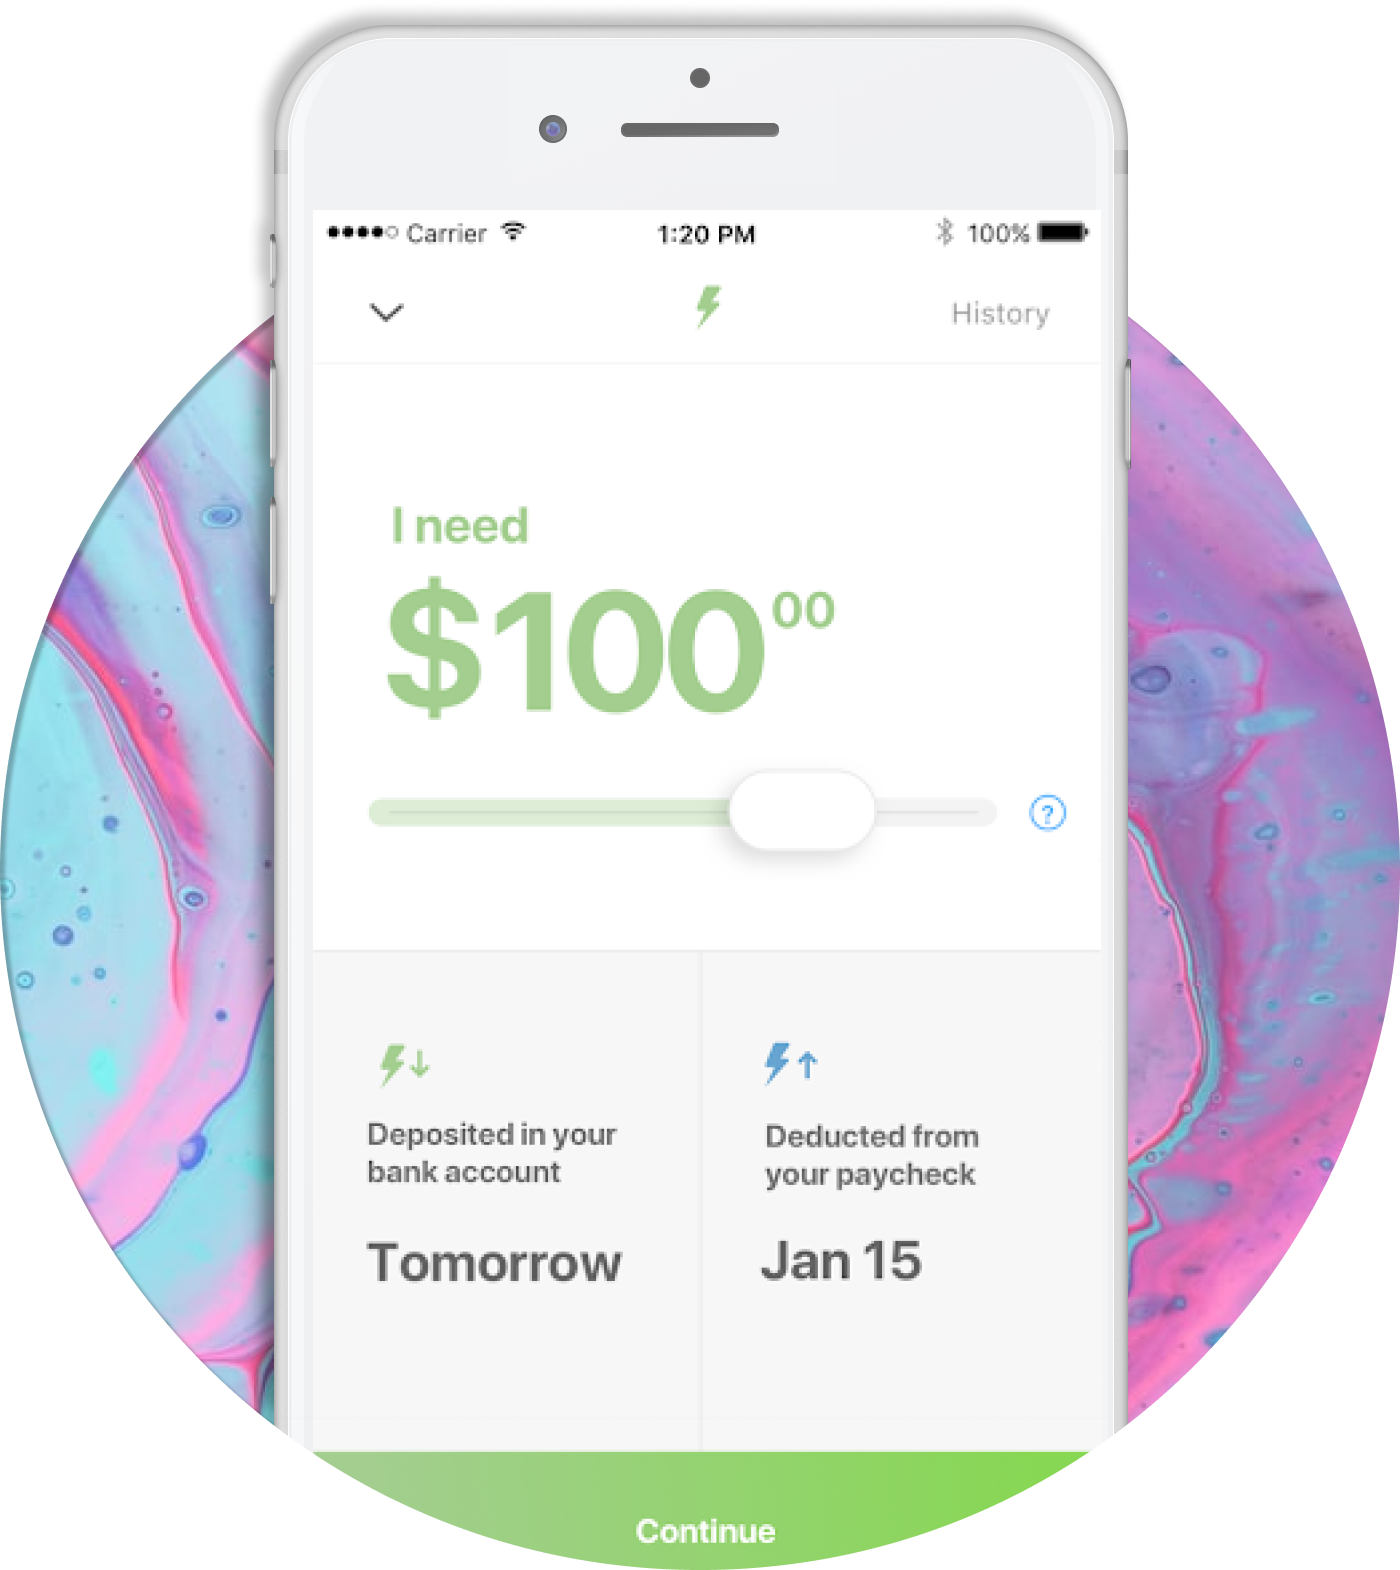 Carrier 1:20 PM 100%
History
I need
$100 00
?
Deposited in your
bank account
Tomorrow
Deducted from
your paycheck
Jan 15
Continue